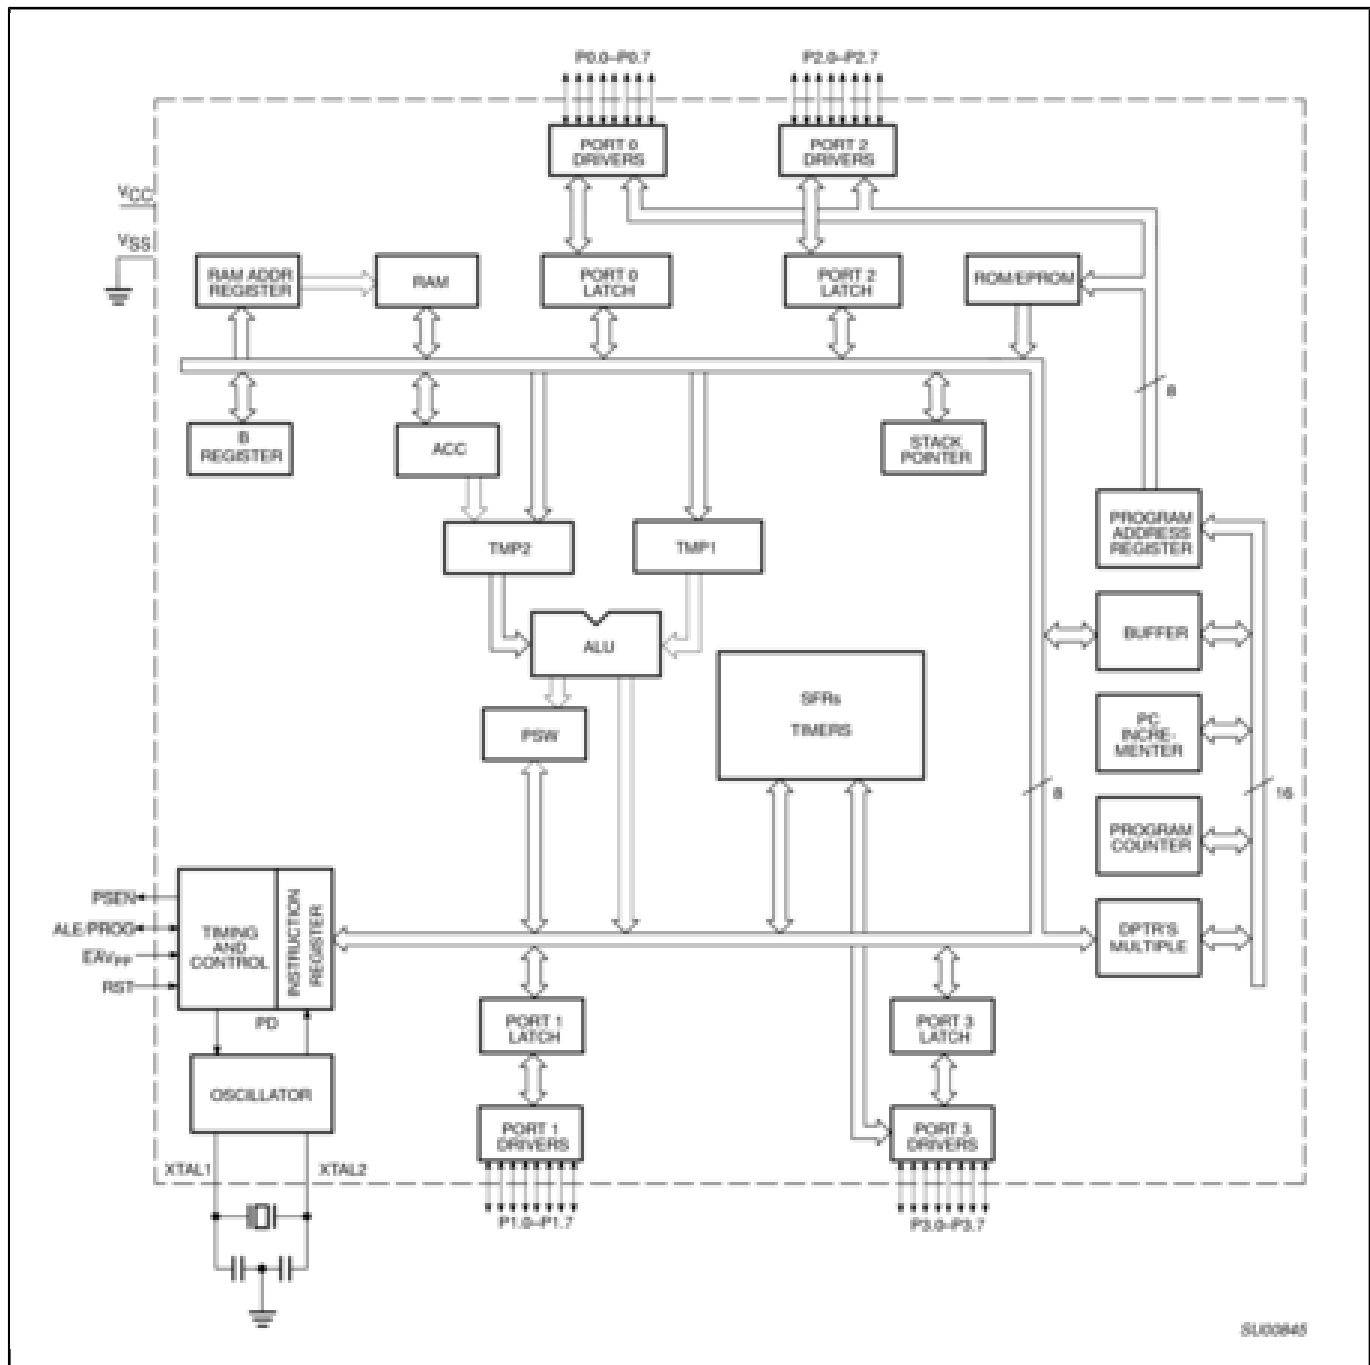 P0.0–P0.7
P2.0–P2.7
PORT 0
DRIVERS
PORT 2
DRIVERS
VCC
VSS
RAM ADDR
REGISTER
RAM
PORT 0
LATCH
PORT 2
LATCH
ROM/EPROM
8
B
REGISTER
ACC
STACK
POINTER
TMP2
TMP1
PROGRAM
ADDRESS
REGISTER
ALU
BUFFER
SFRs
TIMERS
PSW
PC
INCRE-
MENTER
8
16
PROGRAM
COUNTER
PSEN
ALE/PROG
EAVPP
RST
TIMING
AND
CONTROL
INSTRUCTION
REGISTER
DPTR'S
MULTIPLE
PD
PORT 1
LATCH
PORT 3
LATCH
OSCILLATOR
PORT 1
DRIVERS
PORT 3
DRIVERS
XTAL1
XTAL2
P1.0–P1.7
P3.0–P3.7
SU00845